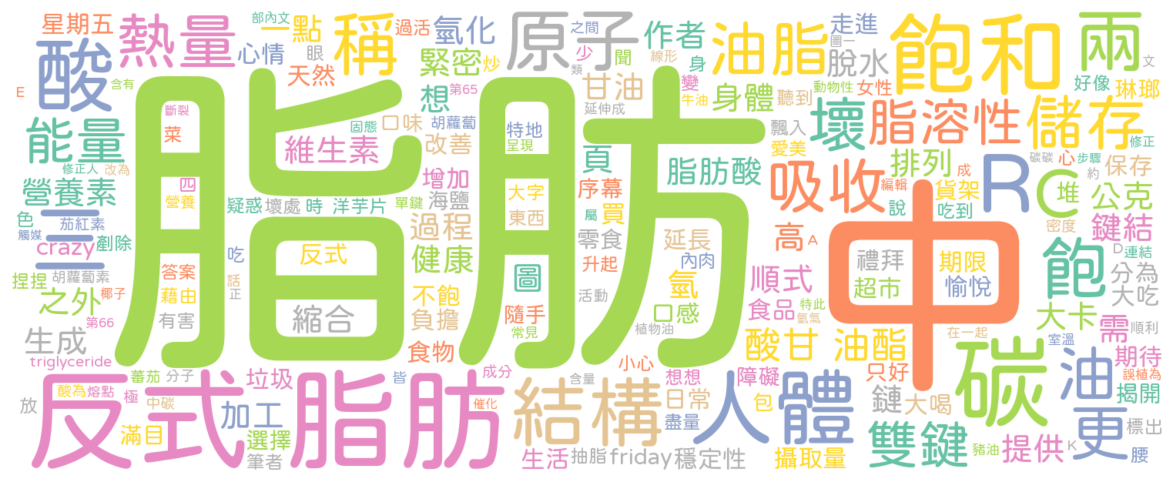 星期五
熱量
部內文
一點
稱
過活
氫化
原子
之間
少
聞
類
作者
走進
圖一
油脂
脫水
飽和
兩
文
好像
琳瑯
酸
心情
眼
天然
緊密
炒
想
第65
甘油
延伸成
身
線形
變
牛油
身體
聽到
動物性
女性
E
含有
能量
斷裂
菜
脂肪
固態
口味
胡蘿蔔
改善
維生素
特地
呈現
頁
脂肪酸
飄入
愛美
壞
脂溶性
儲存
修正
排列
碳碳
心
步驟
約
保存
修正人
改為
營養素
四
營養
疑惑
壞處
時
洋芋片
單鍵
增加
海鹽
大字
東西
序幕
屬
買
吸收
編輯
成
貨架
說
吃到
R
C
堆
公克
密度
色
觸媒
茄紅素
三
crazy
剷除
吃
話
正
反式
過程
健康
零食
升起
延長
內肉
高
A
中
禮拜
超市
期限
愉悅
飽
鍵結
D
連結
分為
大吃
捏捏
胡蘿蔔素
之外
椰子
第66
答案
藉由
有害
縮合
不飽
負擔
圖
隨手
常見
活動
氫
口感
植物油
順式
食品
特此
氫氣
大卡
需
順利
生成
triglyceride
食物
小心
酸甘
油酯
只好
在一起
碳
室溫
油
期待
誤植為
揭開
放
反式脂肪
酸為
熔點
蕃茄
分子
極
中碳
滿目
垃圾
加工
選擇
筆者
皆
成分
催化
結構
含量
想想
日常
盡量
障礙
人體
包
鏈
大喝
雙鍵
豬油
提供
K
更
標出
腰
生活
抽脂
friday
穩定性
攝取量